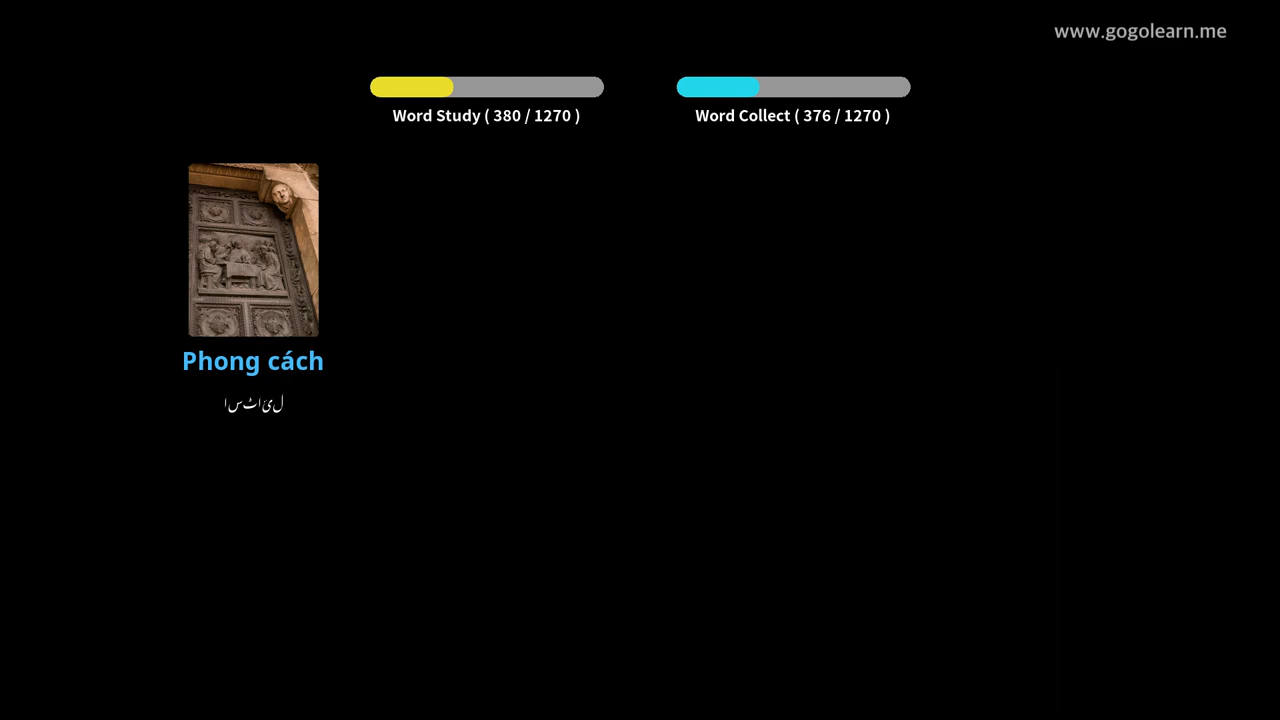 www.gogolearn.me
Word Study ( 380 / 1270 )
Word Collect ( 376 / 1270 )
Phong cách
اسٹائل